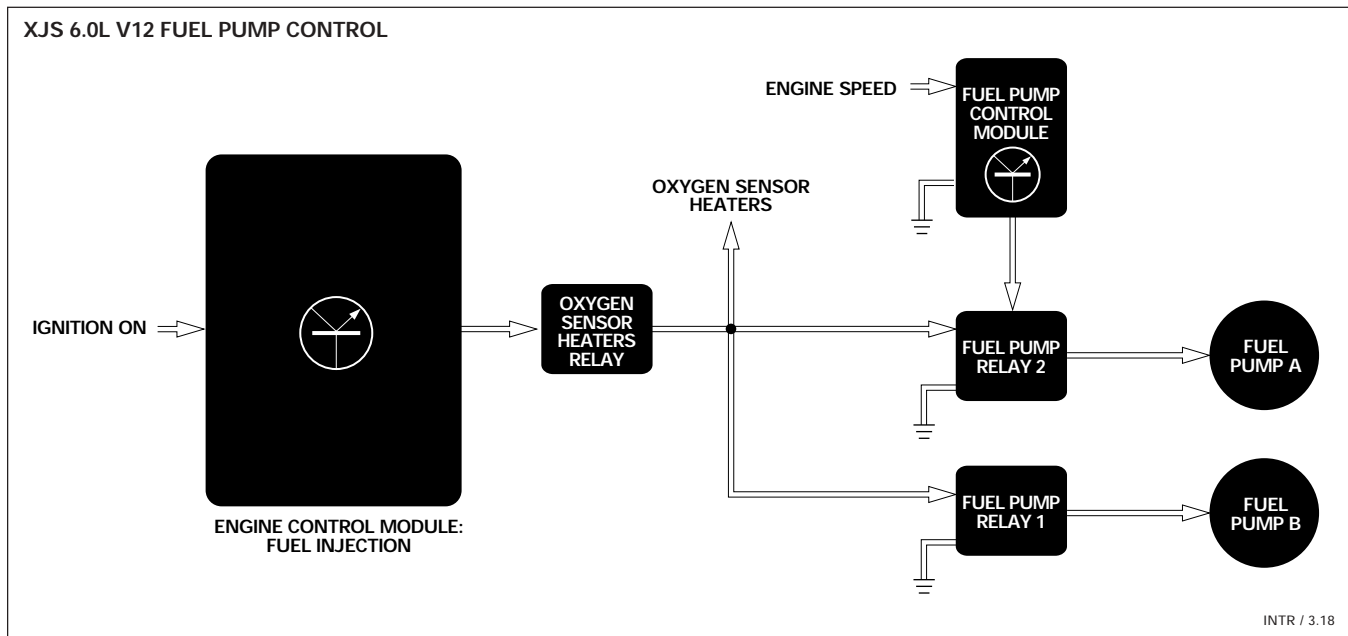 XJS 6.0L V12 FUEL PUMP CONTROL
ENGINE SPEED
FUEL PUMP
CONTROL
MODULE
OXYGEN SENSOR
HEATERS
IGNITION ON
OXYGEN
SENSOR
HEATERS
RELAY
FUEL PUMP
RELAY 2
FUEL
PUMP A
ENGINE CONTROL MODULE:
FUEL INJECTION
FUEL PUMP
RELAY 1
FUEL
PUMP B
INTR / 3.18